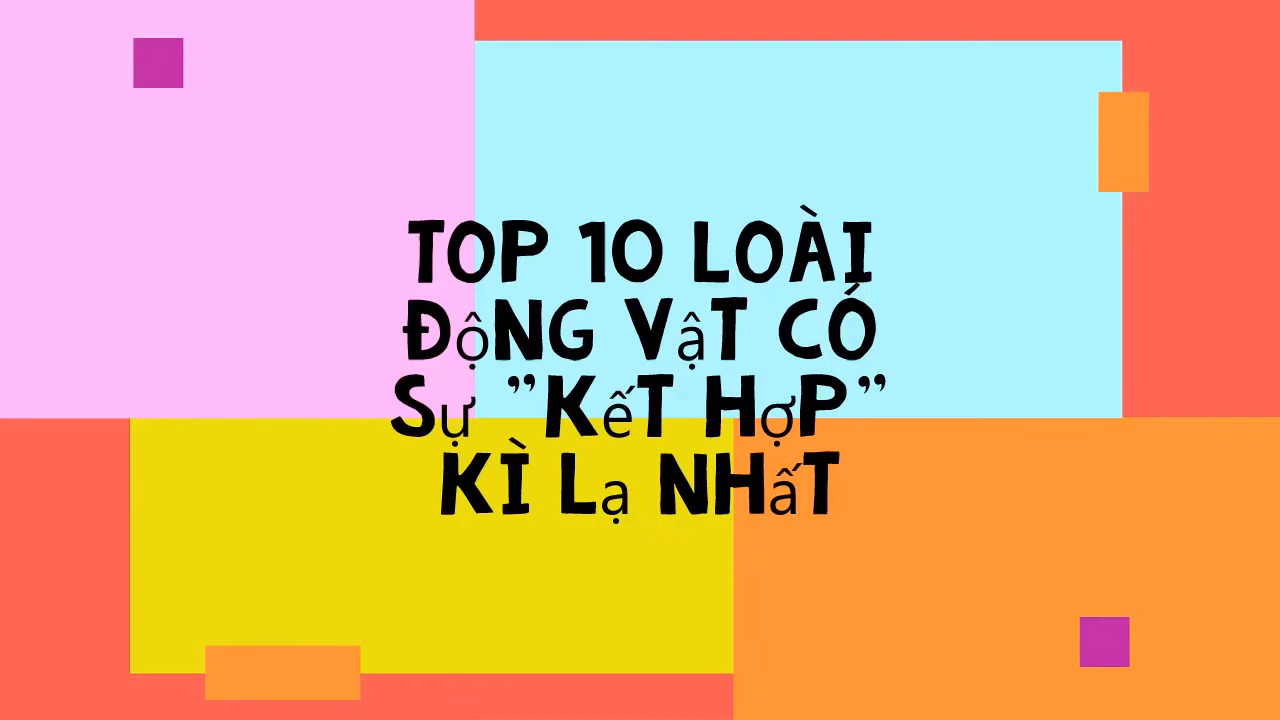 TOP 10 LOÀI
ĐộNG VậT CÓ
Sự ”KếT HợP”
KÌ Lạ NHấT